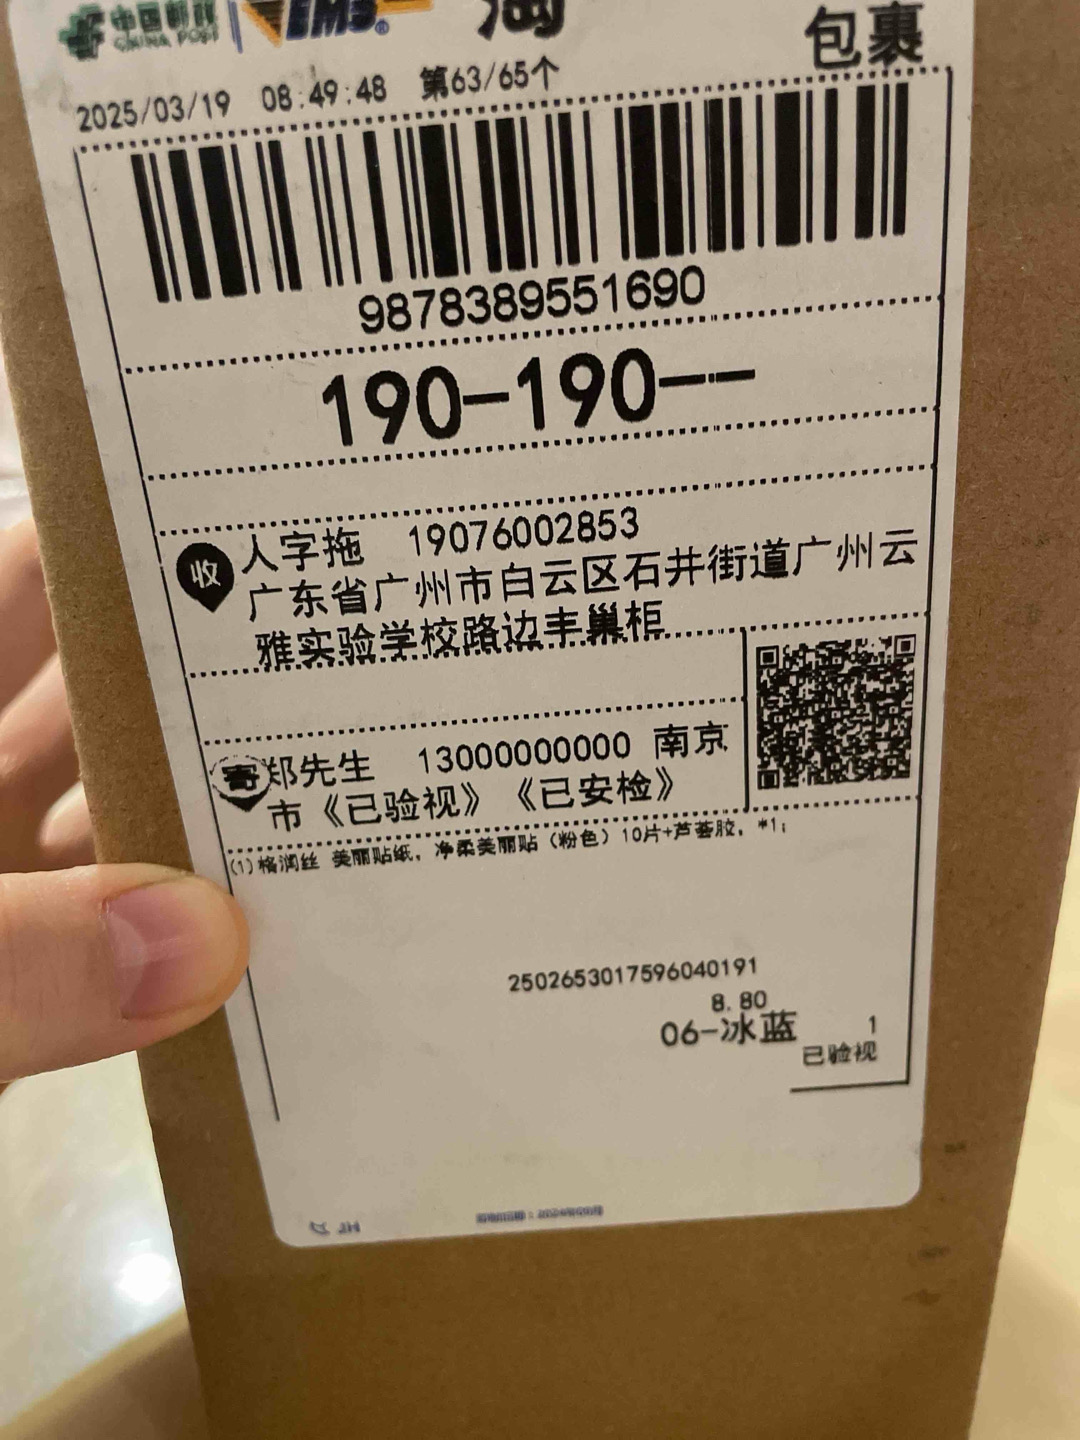 中国邮政 CHINA POST EMS® 淘 包裹
2025/03/19 08:49:48 第63/65个
9878389551690
190-190--
收 人字拖 19076002853
广东省广州市白云区石井街道广州云
雅实验学校路边丰巢柜
寄 郑先生 13000000000 南京
市《已验视》《已安检》
(1)格润丝 美丽贴纸，净柔美丽贴（粉色）10片+芦荟胶，*1;
2502653017596040191
8.80
06-冰蓝 1
已验视